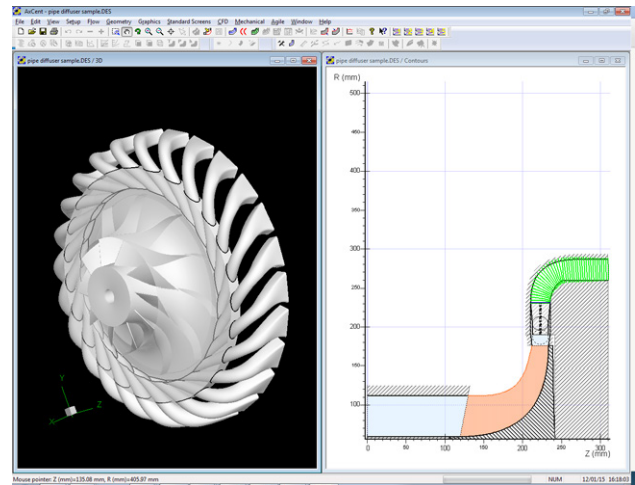 AxCent - pipe diffuser sample.DES
File Edit View Setup Flow Geometry Graphics Standard Screens CFD Mechanical Agile Window Help
pipe diffuser sample.DES / 3D
pipe diffuser sample.DES / Contours
R (mm)
500
450
400
350
300
250
200
150
100
0 50 100 150 200 250 300
Z (mm)
Y
X Z
Mouse pointer: Z (mm)=135.08 mm, R (mm)=405.97 mm
NUM 12/01/15 16:18:03